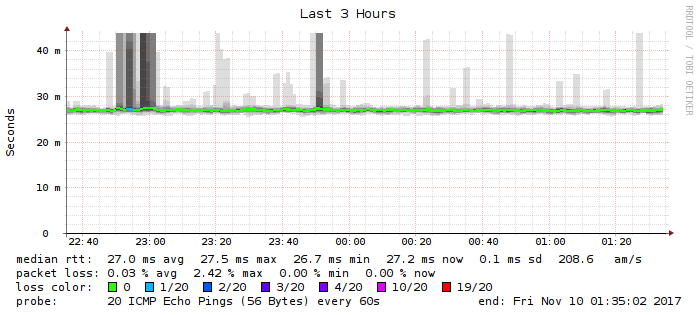 Last 3 Hours
RRDTOOL / TOBI OETIKER
Seconds
40 m
30 m
20 m
10 m
0
22:40 23:00 23:20 23:40 00:00 00:20 00:40 01:00 01:20
median rtt: 27.0 ms avg 27.5 ms max 26.7 ms min 27.2 ms now 0.1 ms sd 208.6 am/s
packet loss: 0.03 % avg 2.42 % max 0.00 % min 0.00 % now
loss color: 0 1/20 2/20 3/20 4/20 10/20 19/20
probe: 20 ICMP Echo Pings (56 Bytes) every 60s end: Fri Nov 10 01:35:02 2017